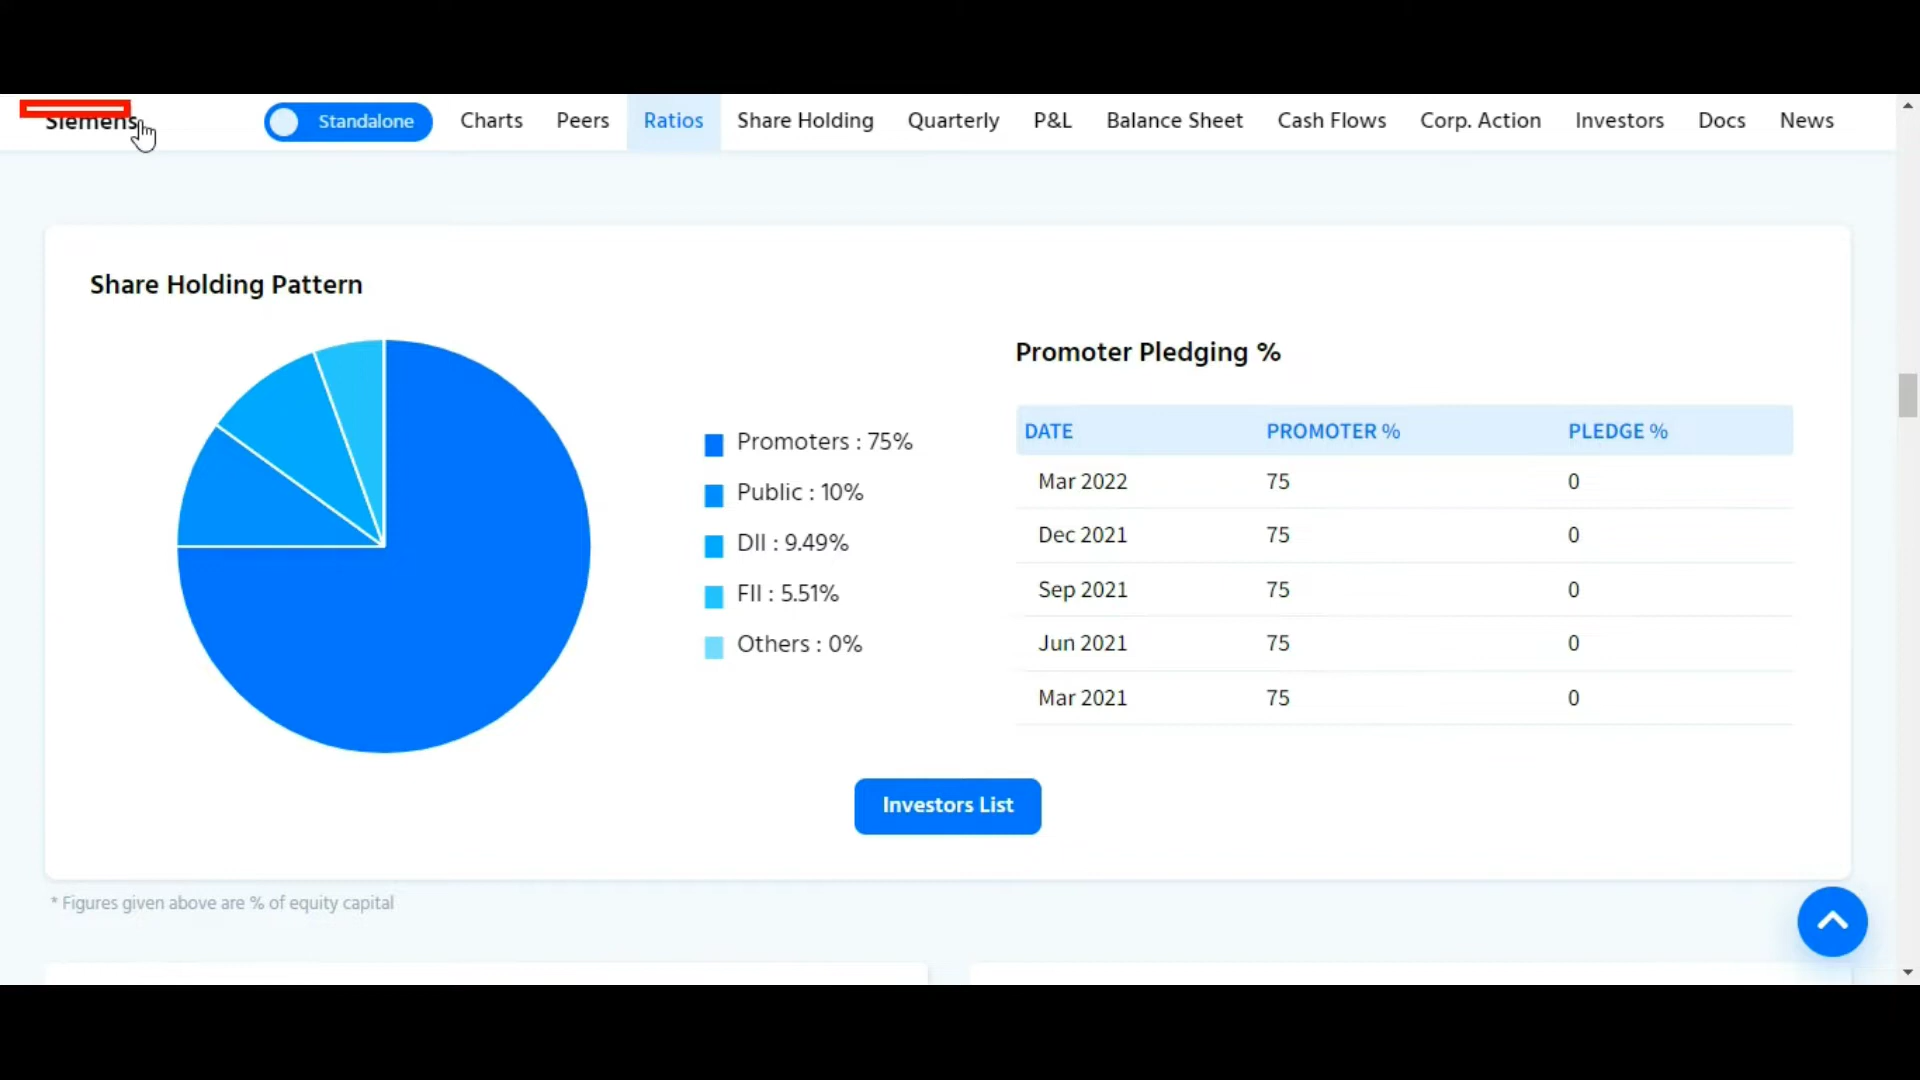 Siemens
Standalone
Charts
Peers
Ratios
Share Holding
Quarterly
P&L
Balance Sheet
Cash Flows
Corp. Action
Investors
Docs
News
Share Holding Pattern
Promoters : 75%
Public : 10%
DII : 9.49%
FII : 5.51%
Others : 0%
Promoter Pledging %
DATE PROMOTER % PLEDGE %
Mar 2022 75 0
Dec 2021 75 0
Sep 2021 75 0
Jun 2021 75 0
Mar 2021 75 0
Investors List
* Figures given above are % of equity capital